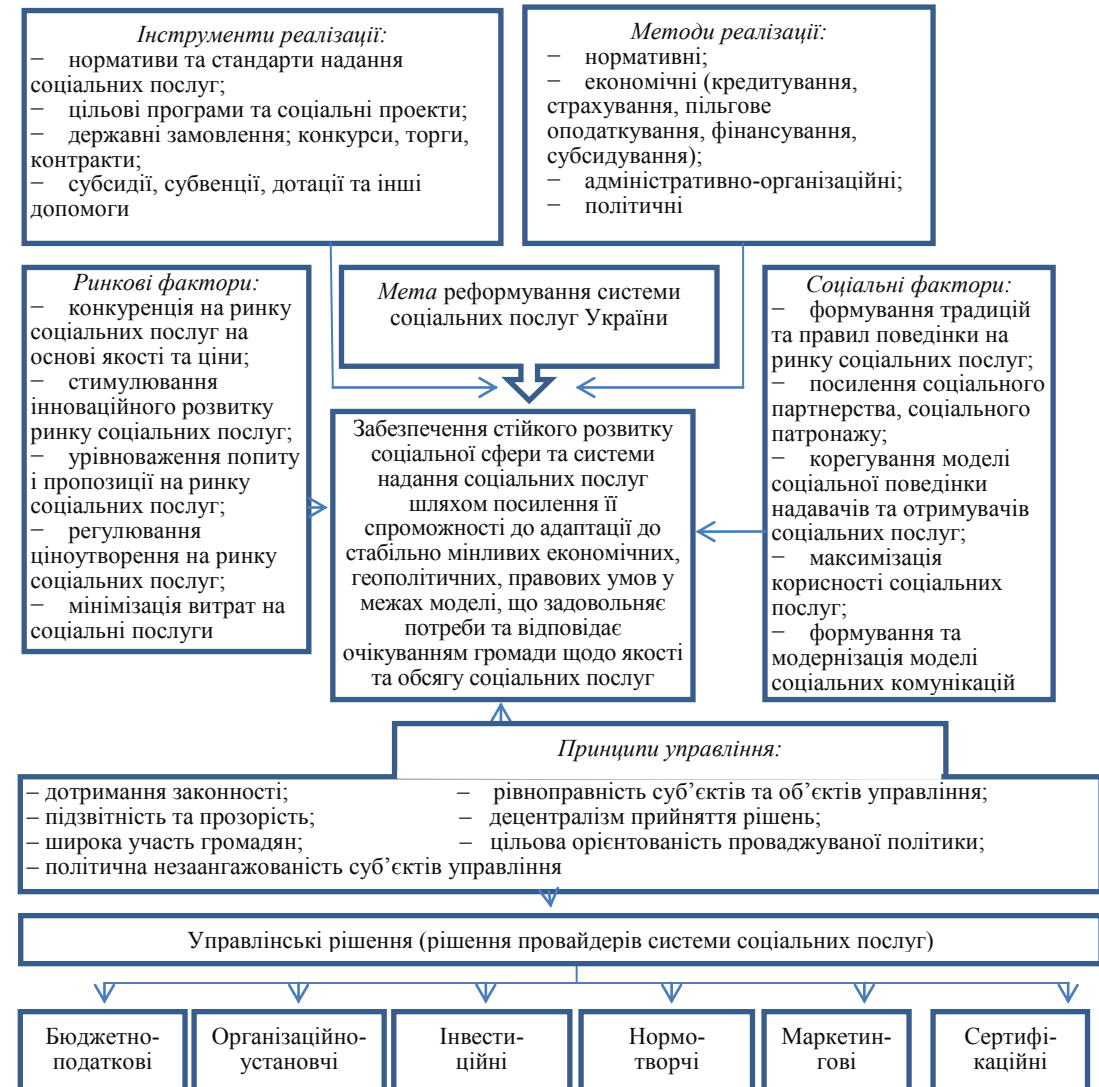 Інструменти реалізації:
− нормативи та стандарти надання
соціальних послуг;
− цільові програми та соціальні проекти;
− державні замовлення; конкурси, торги,
контракти;
− субсидії, субвенції, дотації та інші
допомоги
Методи реалізації:
− нормативні;
− економічні (кредитування,
страхування, пільгове
оподаткування, фінансування,
субсидування);
− адміністративно-організаційні;
− політичні
Ринкові фактори:
− конкуренція на ринку
соціальних послуг на
основі якості та ціни;
− стимулювання
інноваційного розвитку
ринку соціальних послуг;
− урівноваження попиту
і пропозиції на ринку
соціальних послуг;
− регулювання
ціноутворення на ринку
соціальних послуг;
− мінімізація витрат на
соціальні послуги
Мета реформування системи
соціальних послуг України
Забезпечення стійкого розвитку
соціальної сфери та системи
надання соціальних послуг
шляхом посилення її
спроможності до адаптації до
стабільно мінливих економічних,
геополітичних, правових умов у
межах моделі, що задовольняє
потреби та відповідає
очікуванням громади щодо якості
та обсягу соціальних послуг
Соціальні фактори:
− формування традицій
та правил поведінки на
ринку соціальних послуг;
− посилення соціального
партнерства, соціального
патронажу;
− корегування моделі
соціальної поведінки
надавачів та отримувачів
соціальних послуг;
− максимізація
корисності соціальних
послуг;
− формування та
модернізація моделі
соціальних комунікацій
Принципи управління:
– дотримання законності; – рівноправність суб’єктів та об’єктів управління;
– підзвітність та прозорість; – децентралізм прийняття рішень;
– широка участь громадян; – цільова орієнтованість проваджуваної політики;
– політична незаангажованість суб’єктів управління
Управлінські рішення (рішення провайдерів системи соціальних послуг)
Бюджетно-
податкові
Організаційно-
установчі
Інвести-
ційні
Нормо-
творчі
Маркетин-
гові
Сертифі-
каційні